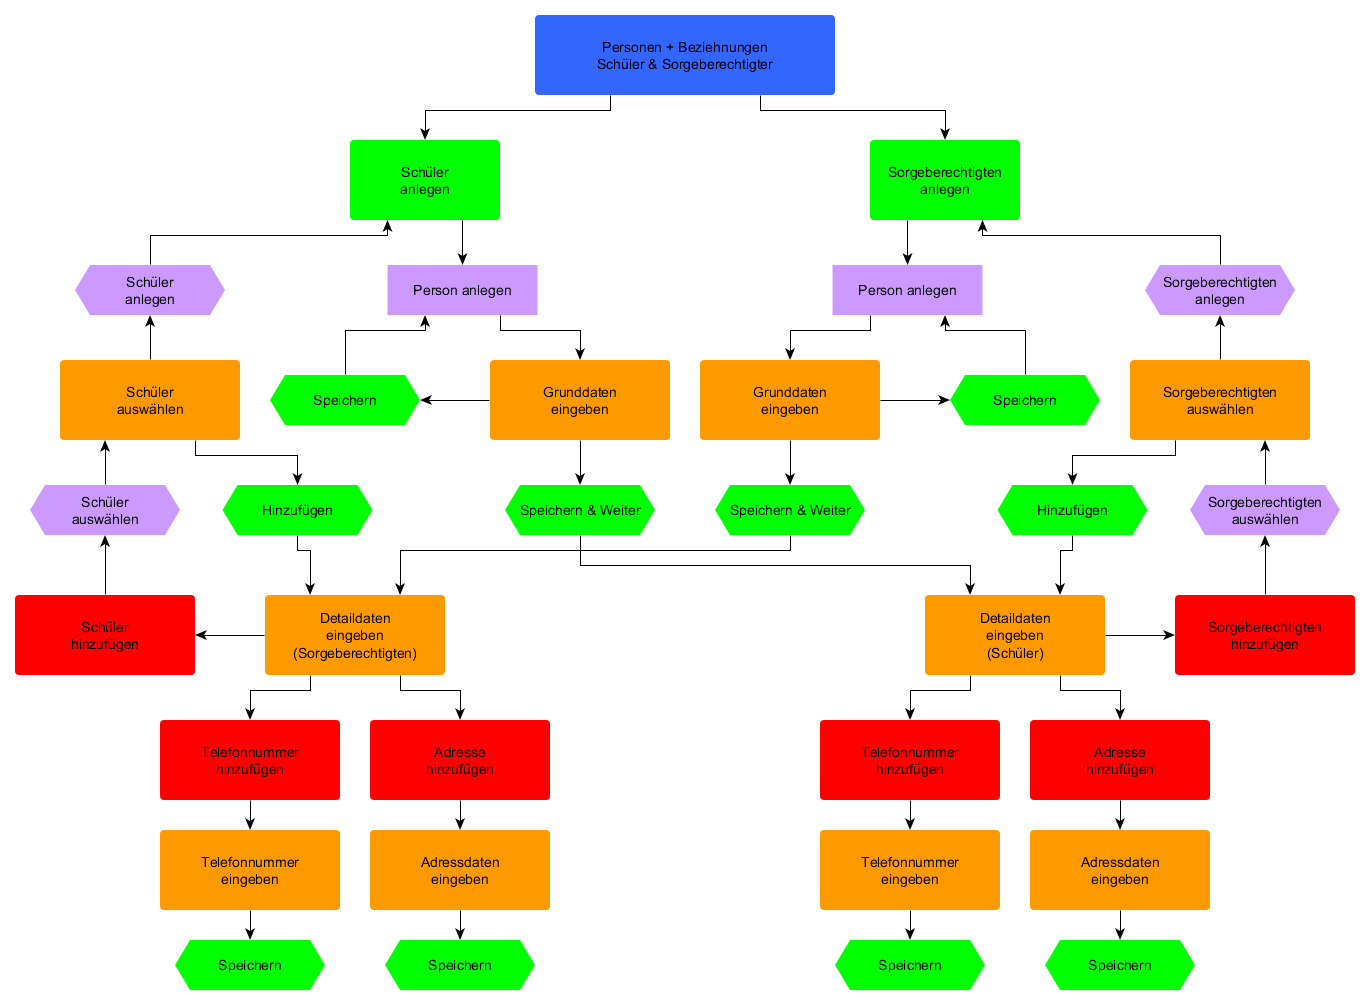 Personen + Beziehnungen
Schüler & Sorgeberechtigter
Schüler
anlegen
Sorgeberechtigten
anlegen
Schüler
anlegen
Person anlegen
Person anlegen
Sorgeberechtigten
anlegen
Schüler
auswählen
Speichern
Grunddaten
eingeben
Grunddaten
eingeben
Speichern
Sorgeberechtigten
auswählen
Schüler
auswählen
Hinzufügen
Speichern & Weiter
Speichern & Weiter
Hinzufügen
Sorgeberechtigten
auswählen
Schüler
hinzufügen
Detaildaten
eingeben
(Sorgeberechtigten)
Detaildaten
eingeben
(Schüler)
Sorgeberechtigten
hinzufügen
Telefonnummer
hinzufügen
Adresse
hinzufügen
Telefonnummer
hinzufügen
Adresse
hinzufügen
Telefonnummer
eingeben
Adressdaten
eingeben
Telefonnummer
eingeben
Adressdaten
eingeben
Speichern
Speichern
Speichern
Speichern